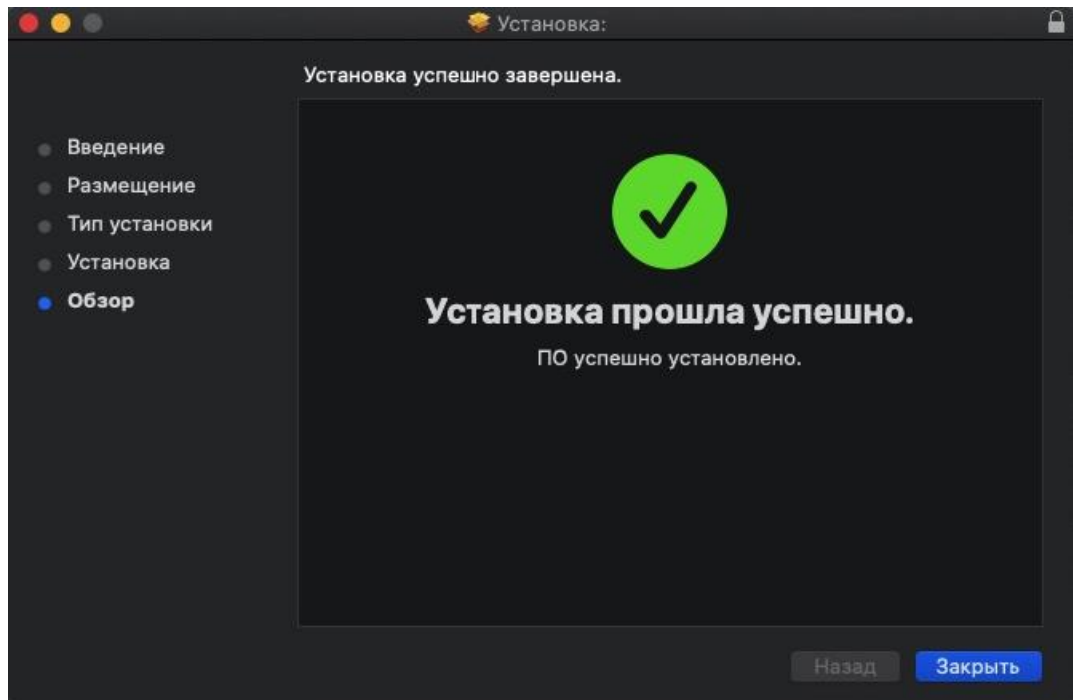 Установка:
Установка успешно завершена.
Введение
Размещение
Тип установки
Установка
Обзор
Установка прошла успешно.
ПО успешно установлено.
Назад
Закрыть